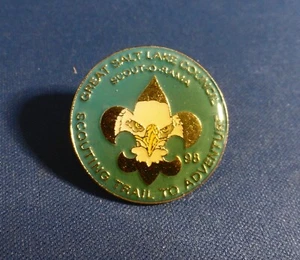 GREAT SALT LAKE COUNCIL
SCOUT-O-RAMA
98
SCOUTING TRAIL TO ADVENTURE